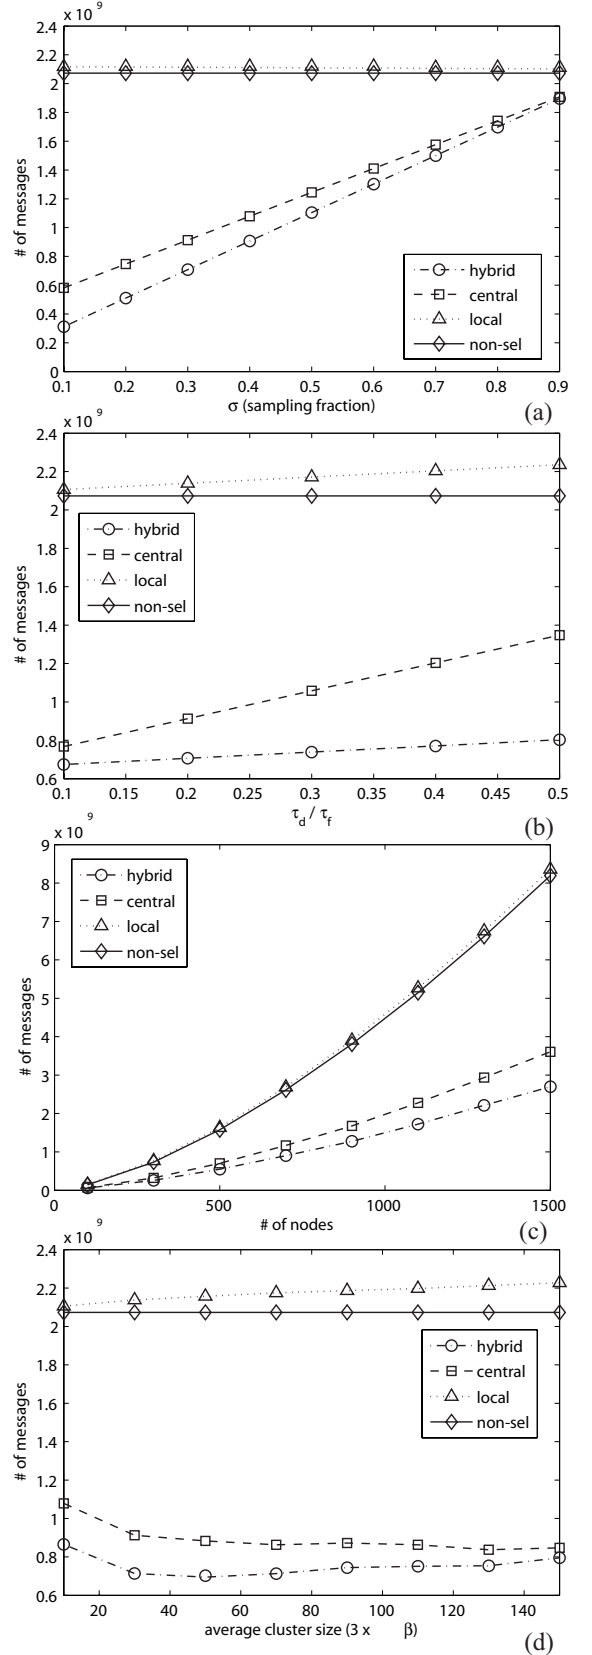 x 10 9
2.4
2.2
2
1.8
1.6
1.4
1.2
1
0.8
0.6
0.4
0.2
0
# of messages
hybrid
central
local
non-sel
0.1 0.2 0.3 0.4 0.5 0.6 0.7 0.8 0.9
σ (sampling fraction)
(a)
x 10 9
2.4
2.2
2
1.8
1.6
1.4
1.2
1
0.8
0.6
# of messages
hybrid
central
local
non-sel
0.1 0.15 0.2 0.25 0.3 0.35 0.4 0.45 0.5
τd / τf
(b)
x 10 9
9
8
7
6
5
4
3
2
1
0
# of messages
hybrid
central
local
non-sel
0 500 1000 1500
# of nodes
(c)
x 10 9
2.4
2.2
2
1.8
1.6
1.4
1.2
1
0.8
0.6
# of messages
hybrid
central
local
non-sel
20 40 60 80 100 120 140
average cluster size (3 x β)
(d)